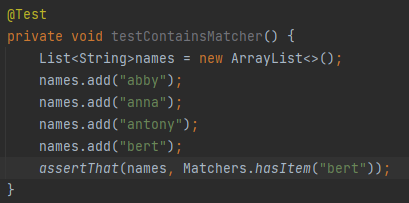 @Test
private void testContainsMatcher() {
    List<String>names = new ArrayList<>();
    names.add("abby");
    names.add("anna");
    names.add("antony");
    names.add("bert");
    assertThat(names, Matchers.hasItem("bert"));
}